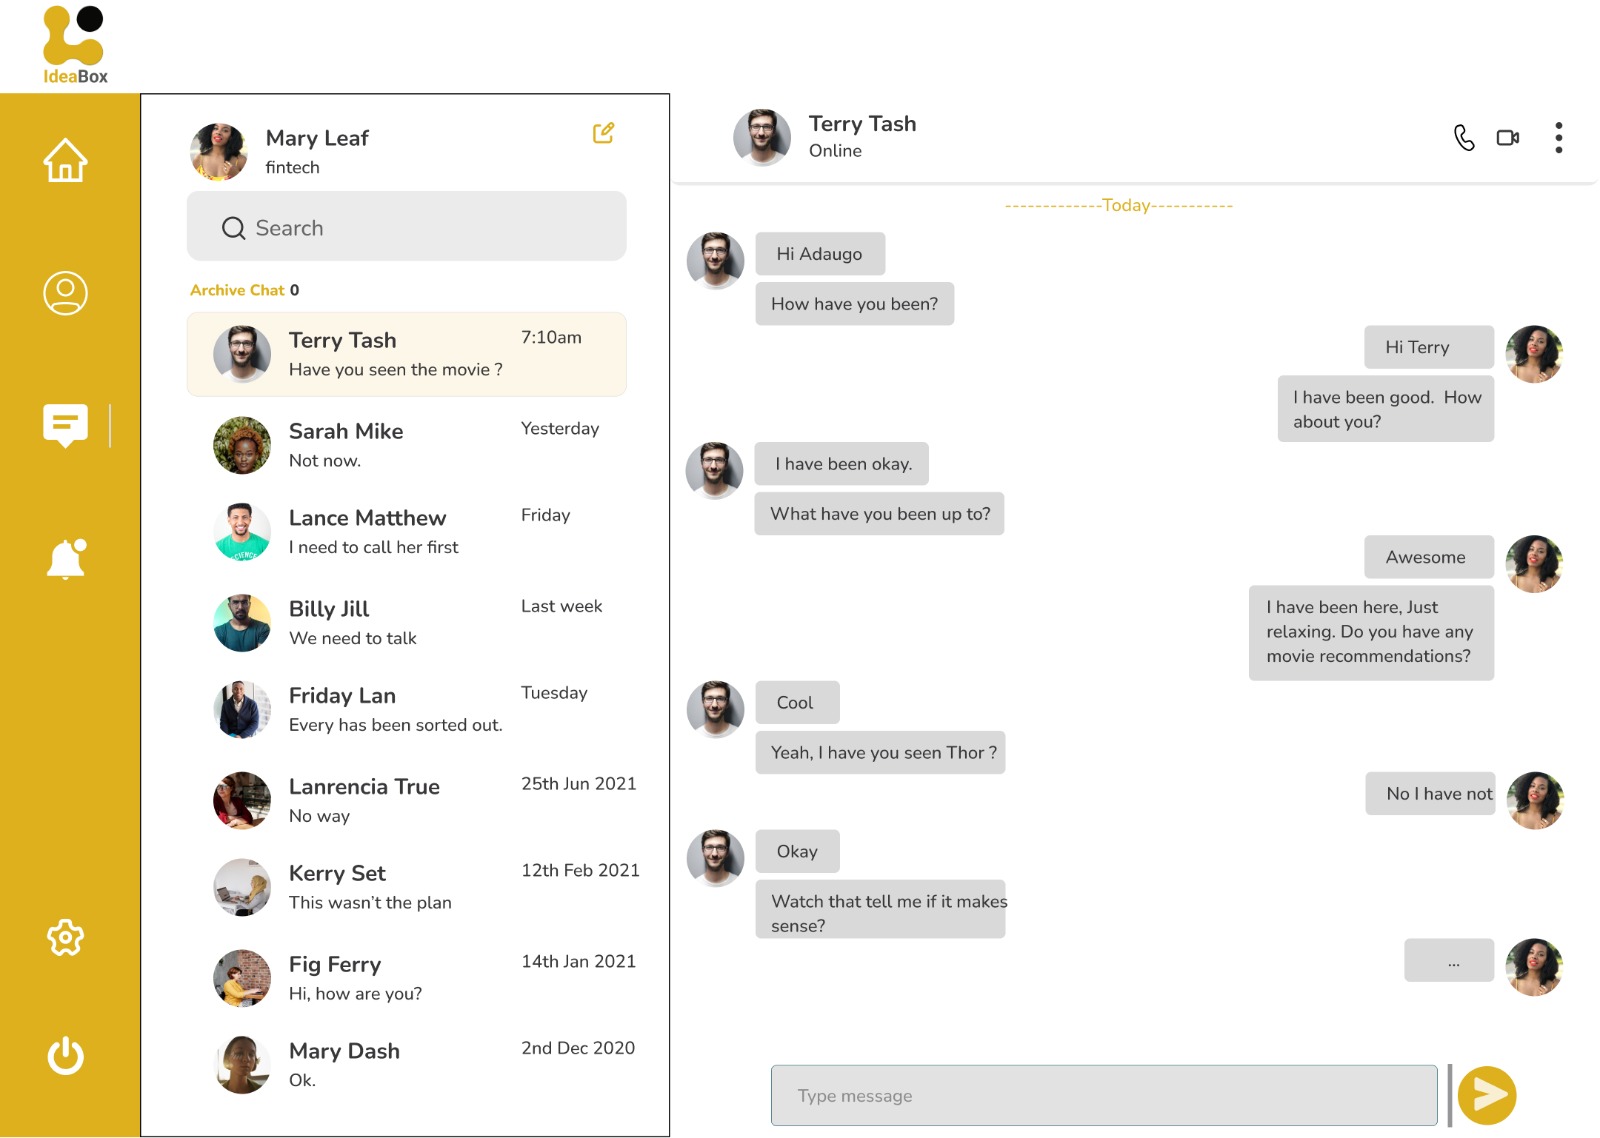 IdeaBox
Mary Leaf
fintech
Search
Archive Chat 0
Terry Tash
7:10am
Have you seen the movie ?
Sarah Mike
Yesterday
Not now.
Lance Matthew
Friday
I need to call her first
Billy Jill
Last week
We need to talk
Friday Lan
Tuesday
Every has been sorted out.
Lanrencia True
25th Jun 2021
No way
Kerry Set
12th Feb 2021
This wasn't the plan
Fig Ferry
14th Jan 2021
Hi, how are you?
Mary Dash
2nd Dec 2020
Ok.
Terry Tash
Online
-------------Today-----------
Hi Adaugo
How have you been?
Hi Terry
I have been good.  How
about you?
I have been okay.
What have you been up to?
Awesome
I have been here, Just
relaxing. Do you have any
movie recommendations?
Cool
Yeah, I have you seen Thor ?
No I have not
Okay
Watch that tell me if it makes
sense?
...
Type message